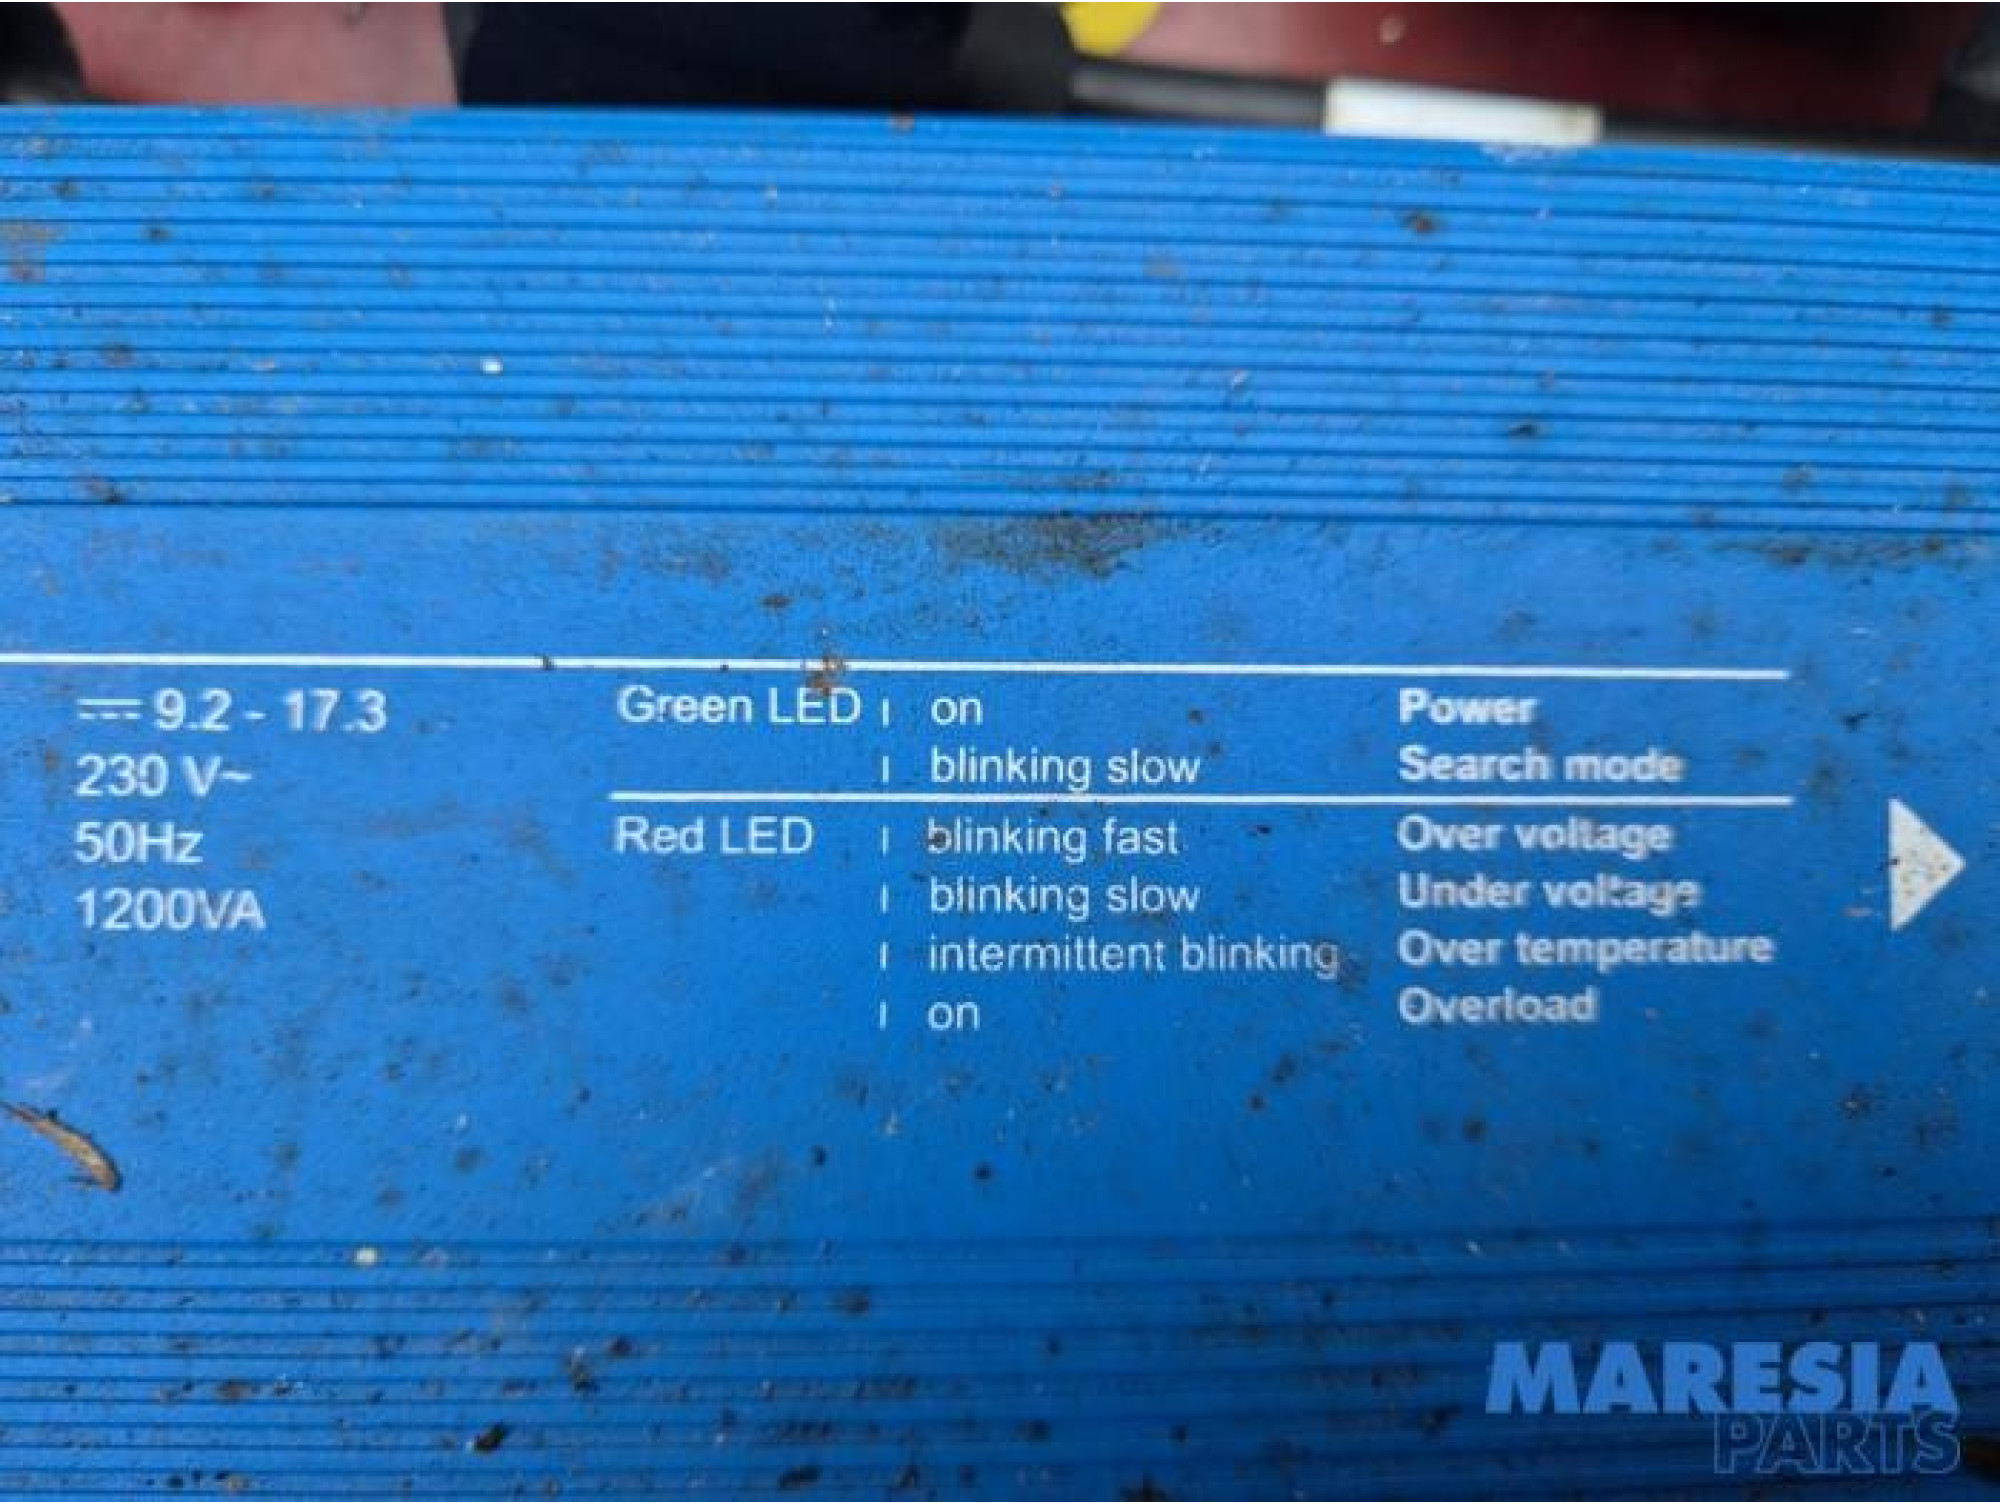 ⎓ 9.2 - 17.3
230 V~
50Hz
1200VA
Green LED | on Power
| blinking slow Search mode
Red LED | blinking fast Over voltage
| blinking slow Under voltage
| intermittent blinking Over temperature
| on Overload
MARESIA
PARTS